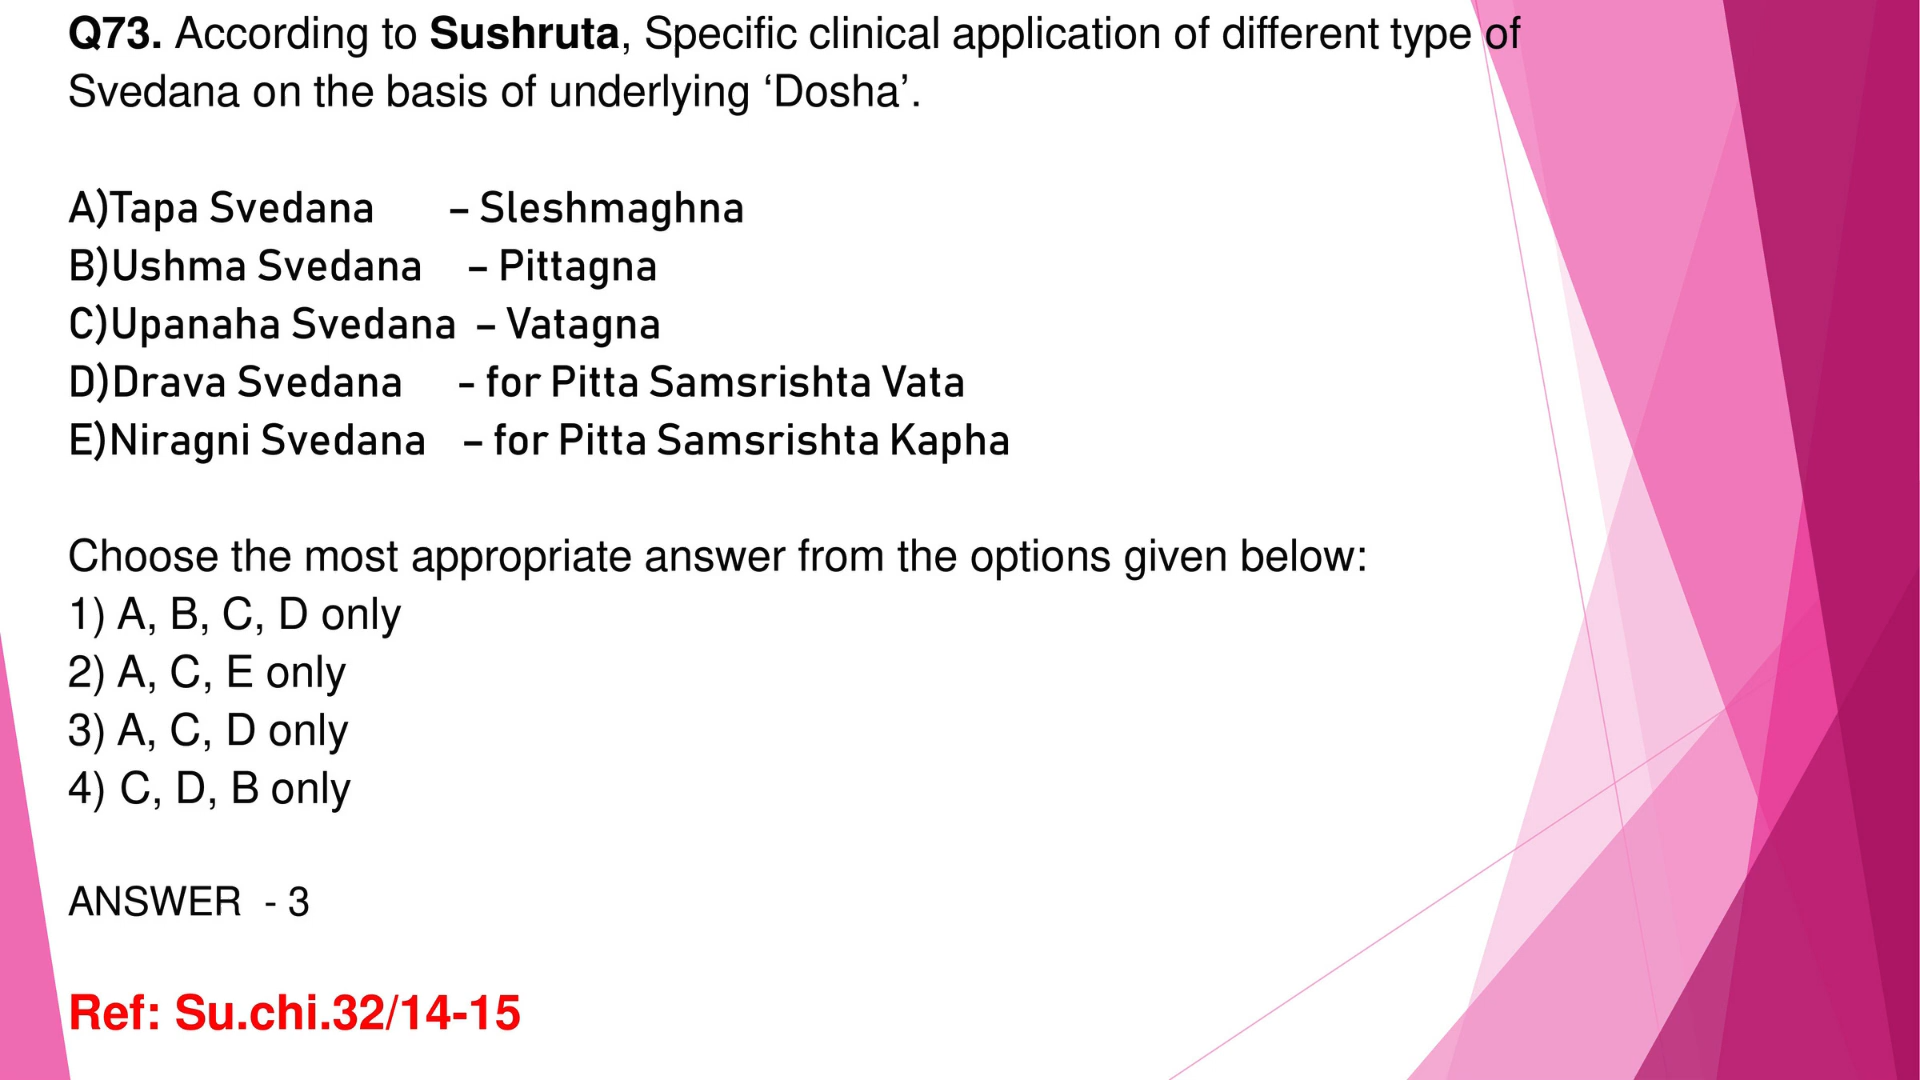 Q73. According to Sushruta, Specific clinical application of different type of
Svedana on the basis of underlying ‘Dosha’.
A)Tapa Svedana – Sleshmaghna
B)Ushma Svedana – Pittagna
C)Upanaha Svedana – Vatagna
D)Drava Svedana - for Pitta Samsrishta Vata
E)Niragni Svedana – for Pitta Samsrishta Kapha
Choose the most appropriate answer from the options given below:
1) A, B, C, D only
2) A, C, E only
3) A, C, D only
4) C, D, B only
ANSWER - 3
Ref: Su.chi.32/14-15